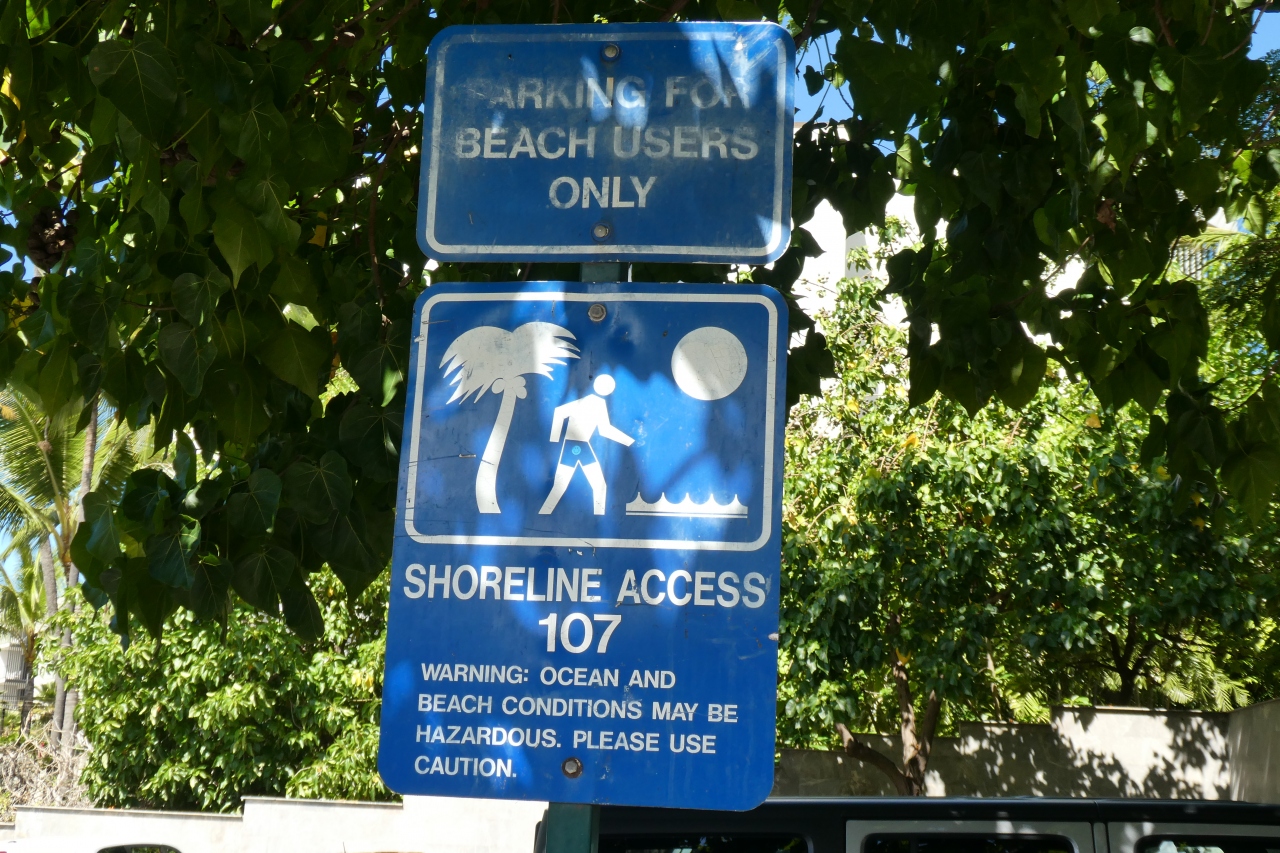 PARKING FOR
BEACH USERS
ONLY
SHORELINE ACCESS
107
WARNING: OCEAN AND
BEACH CONDITIONS MAY BE
HAZARDOUS. PLEASE USE
CAUTION.